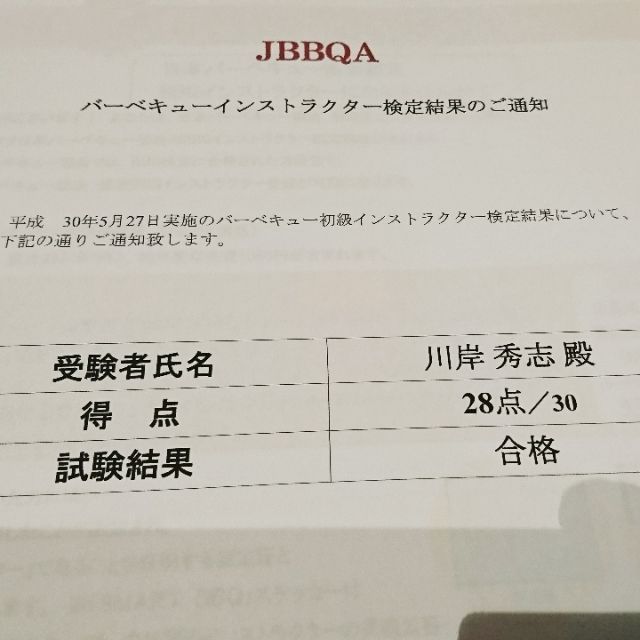 JBBQA
バーベキューインストラクター検定結果のご通知
平成　30年5月27日実施のバーベキュー初級インストラクター検定結果について、
下記の通りご通知致します。
受験者氏名 川岸 秀志 殿
得　点 28点／30
試験結果 合格